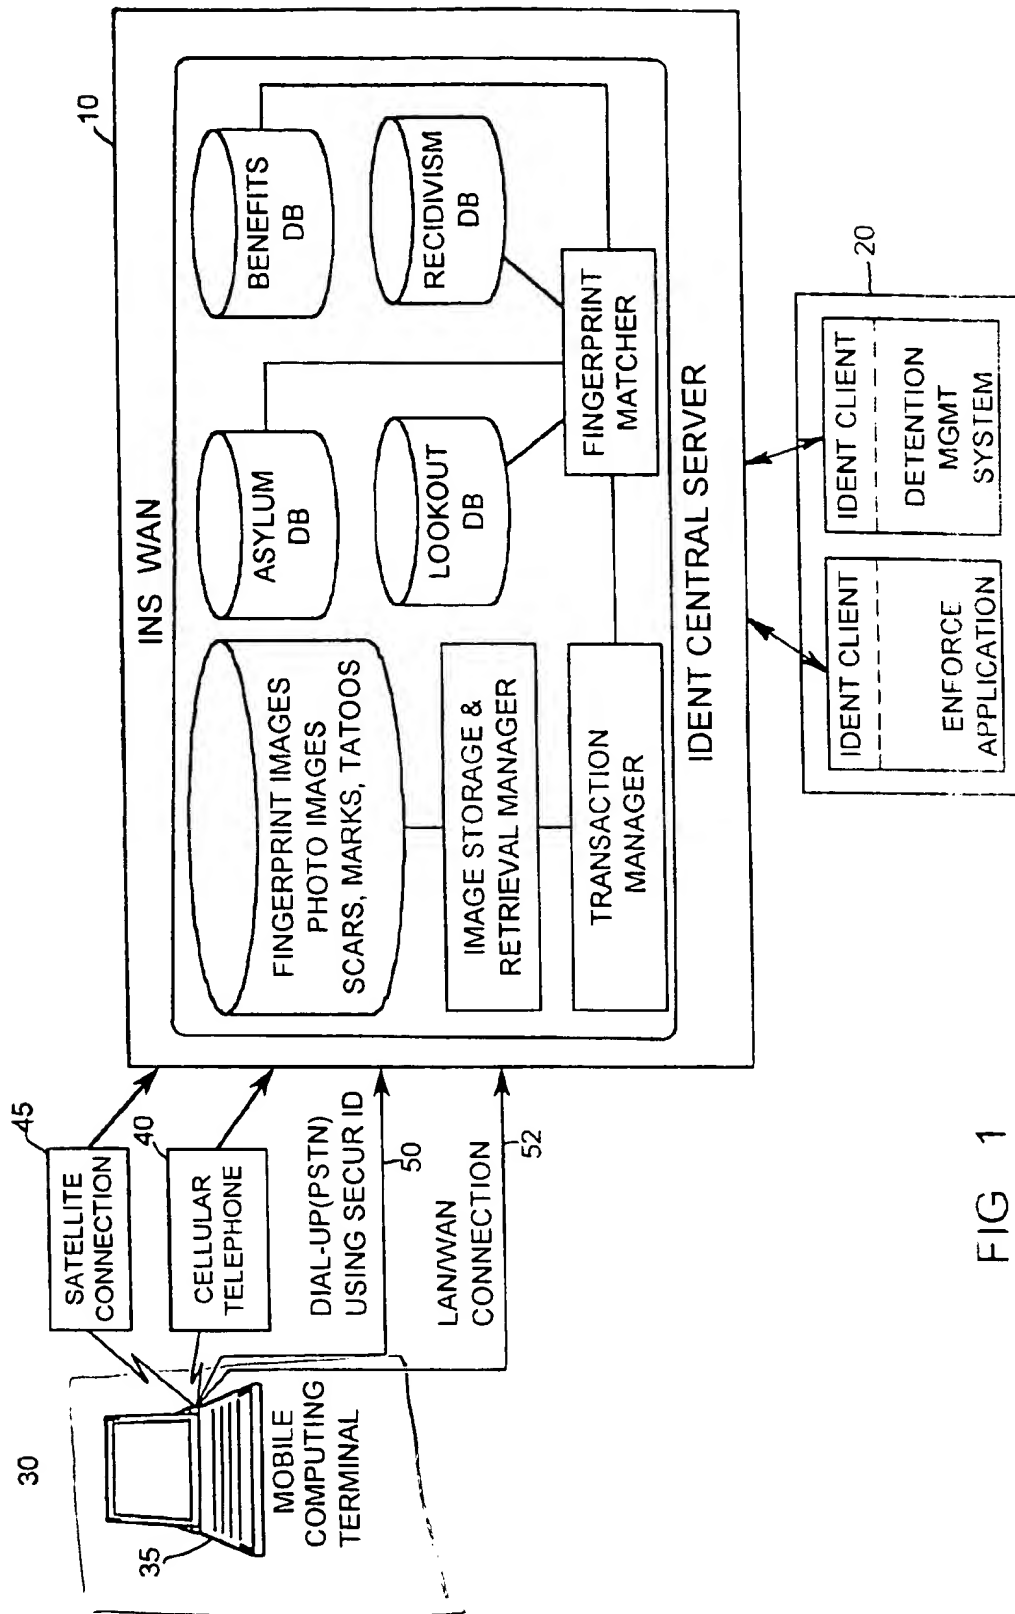 30
35
MOBILE
COMPUTING
TERMINAL
45
SATELLITE
CONNECTION
40
CELLULAR
TELEPHONE
DIAL-UP(PSTN)
USING SECUR ID
50
LAN/WAN
CONNECTION
52
10
INS WAN
FINGERPRINT IMAGES
PHOTO IMAGES
SCARS, MARKS, TATOOS
ASYLUM
DB
BENEFITS
DB
IMAGE STORAGE &
RETRIEVAL MANAGER
LOOKOUT
DB
RECIDIVISM
DB
TRANSACTION
MANAGER
FINGERPRINT
MATCHER
IDENT CENTRAL SERVER
20
IDENT CLIENT
ENFORCE
APPLICATION
IDENT CLIENT
DETENTION
MGMT
SYSTEM
FIG 1